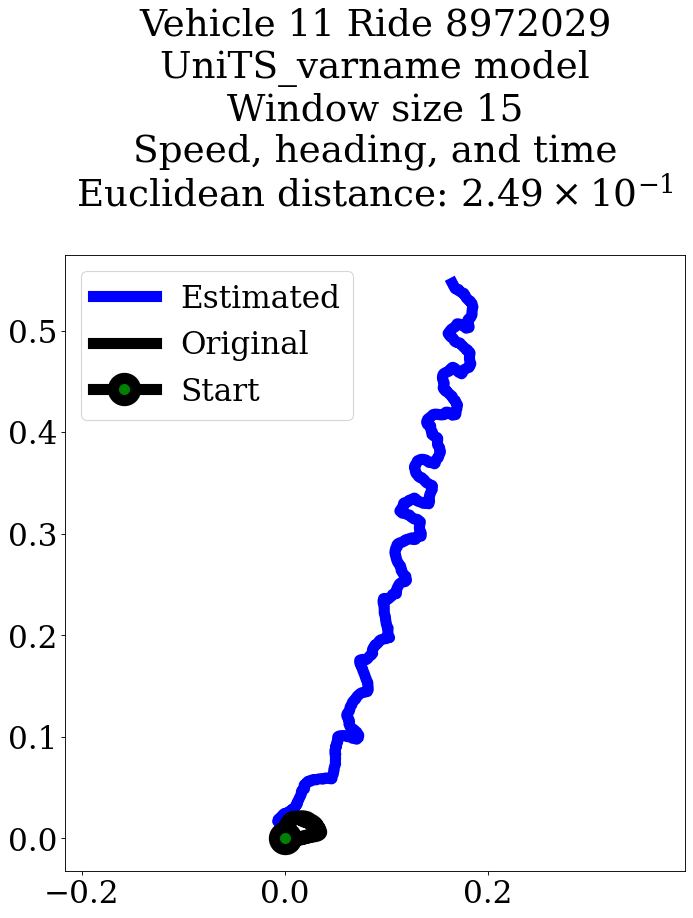 Vehicle 11 Ride 8972029
UniTS_varname model
Window size 15
Speed, heading, and time
Euclidean distance: 2.49 × 10⁻¹
Estimated
Original
Start
0.5
0.4
0.3
0.2
0.1
0.0
−0.2 0.0 0.2